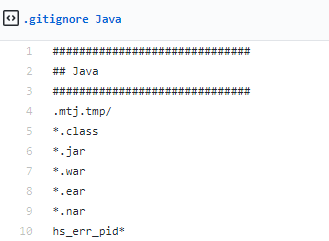 .gitignore Java
1 ##############################
2 ## Java
3 ##############################
4 .mtj.tmp/
5 *.class
6 *.jar
7 *.war
8 *.ear
9 *.nar
10 hs_err_pid*